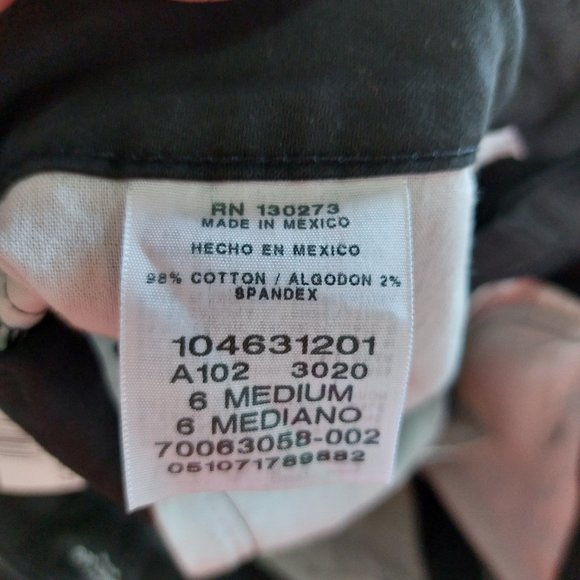 RN 130273
MADE IN MEXICO
HECHO EN MEXICO
98% COTTON / ALGODON 2%
SPANDEX
104631201
A102 3020
6 MEDIUM
6 MEDIANO
70063058-002
051071789882